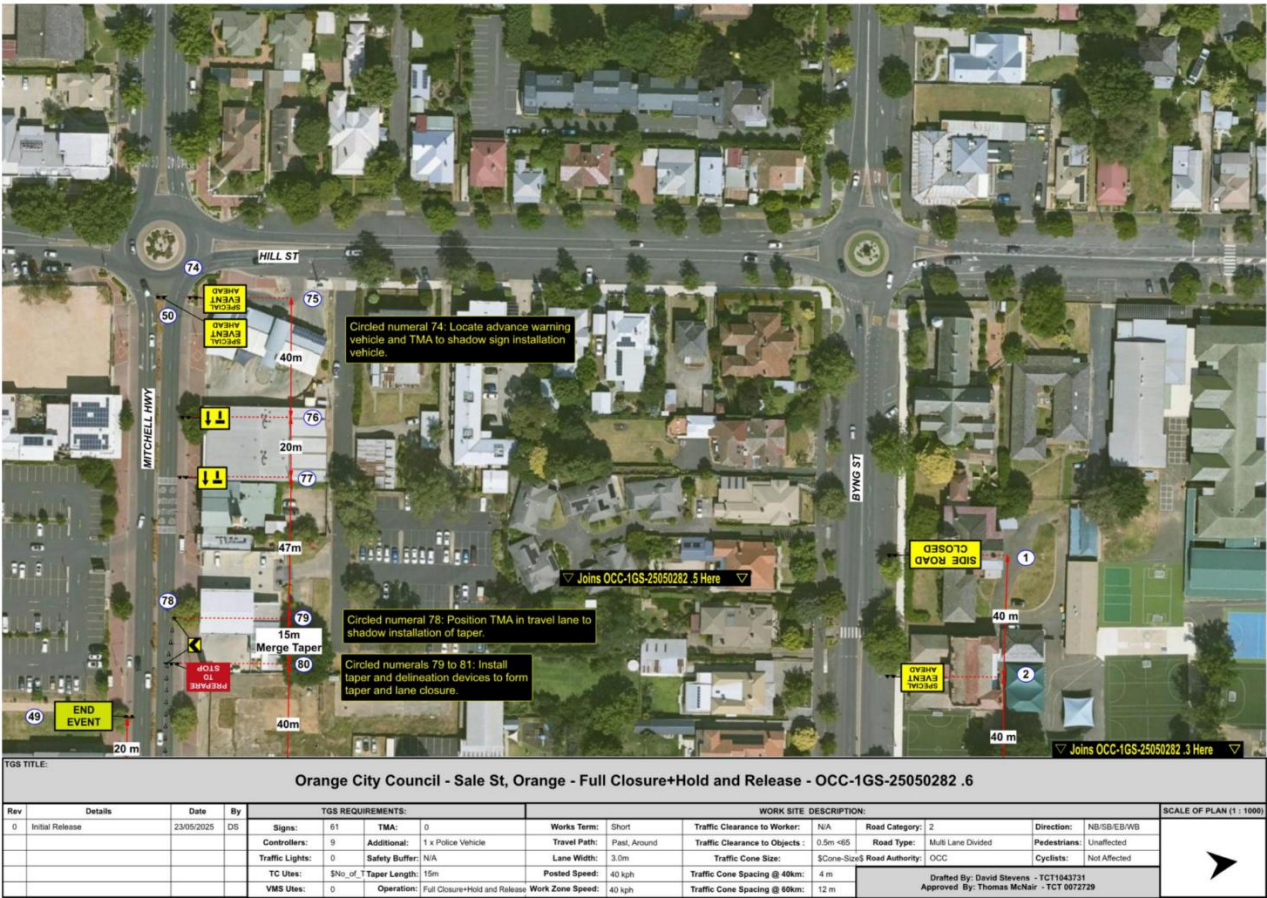 HILL ST
74
SPECIAL
EVENT
AHEAD
75
50
SPECIAL
EVENT
AHEAD
Circled numeral 74: Locate advance warning
vehicle and TMA to shadow sign installation
vehicle.
40m
MITCHELL HWY
76
20m
77
BYNG ST
47m
SIDE ROAD
CLOSED
1
▽ Joins OCC-1GS-25050282 .5 Here ▽
78
79
Circled numeral 78: Position TMA in travel lane to
shadow installation of taper.
40 m
15m
Merge Taper
80
PREPARE
TO
STOP
Circled numerals 79 to 81: Install
taper and delineation devices to form
taper and lane closure.
SPECIAL
EVENT
AHEAD
2
49
END
EVENT
40m
20 m
40 m
▽ Joins OCC-1GS-25050282 .3 Here ▽
TGS TITLE:
Orange City Council - Sale St, Orange - Full Closure+Hold and Release - OCC-1GS-25050282 .6
Rev Details Date By TGS REQUIREMENTS: WORK SITE DESCRIPTION: SCALE OF PLAN (1 : 1000)
0 Initial Release 23/05/2025 DS Signs: 61 TMA: 0 Works Term: Short Traffic Clearance to Worker: N/A Road Category: 2 Direction: NB/SB/EB/WB
Controllers: 9 Additional: 1 x Police Vehicle Travel Path: Past, Around Traffic Clearance to Objects : 0.5m <65 Road Type: Multi Lane Divided Pedestrians: Unaffected
Traffic Lights: 0 Safety Buffer: N/A Lane Width: 3.0m Traffic Cone Size: $Cone-Size$ Road Authority: OCC Cyclists: Not Affected
TC Utes: $No_of_T Taper Length: 15m Posted Speed: 40 kph Traffic Cone Spacing @ 40km: 4 m Drafted By: David Stevens - TCT1043731
VMS Utes: 0 Operation: Full Closure+Hold and Release Work Zone Speed: 40 kph Traffic Cone Spacing @ 60km: 12 m Approved By: Thomas McNair - TCT 0072729